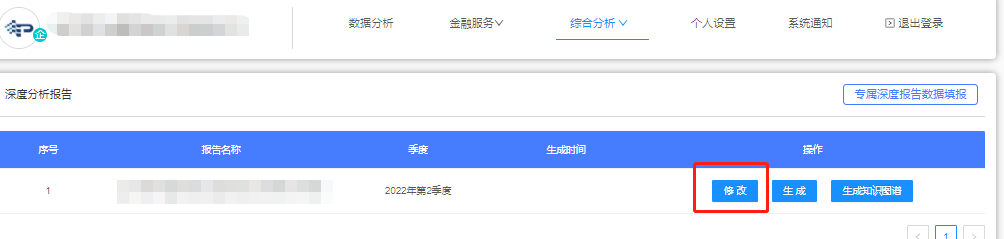 企 数据分析 金融服务 综合分析 个人设置 系统通知 退出登录
深度分析报告 专属深度报告数据填报
序号 报告名称 季度 生成时间 操作
1 2022年第2季度 修改 生成 生成知识图谱
1